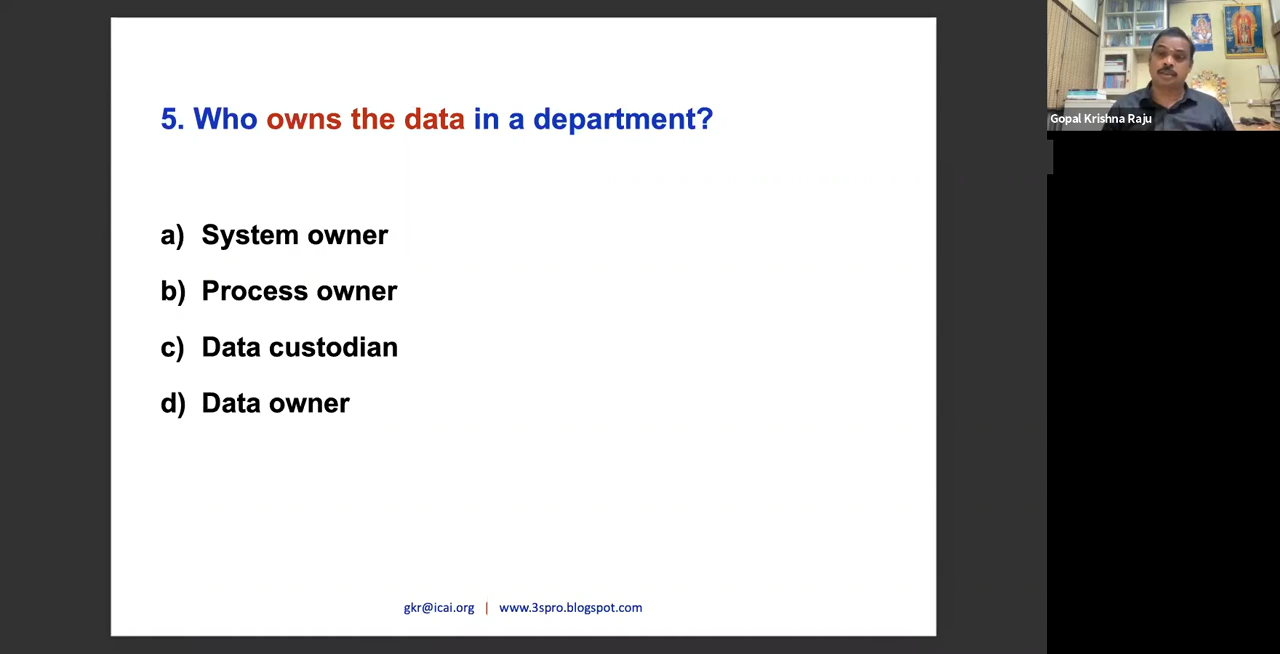 5. Who owns the data in a department?
a) System owner
b) Process owner
c) Data custodian
d) Data owner
gkr@icai.org | www.3spro.blogspot.com
Gopal Krishna Raju